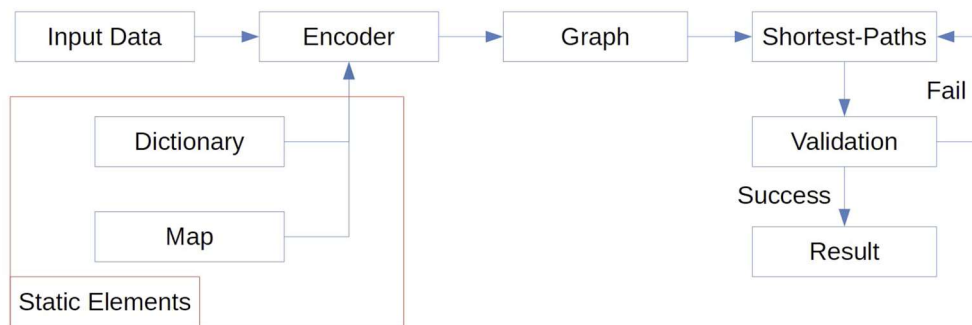 Input Data
Encoder
Graph
Shortest-Paths
Fail
Dictionary
Validation
Success
Map
Result
Static Elements